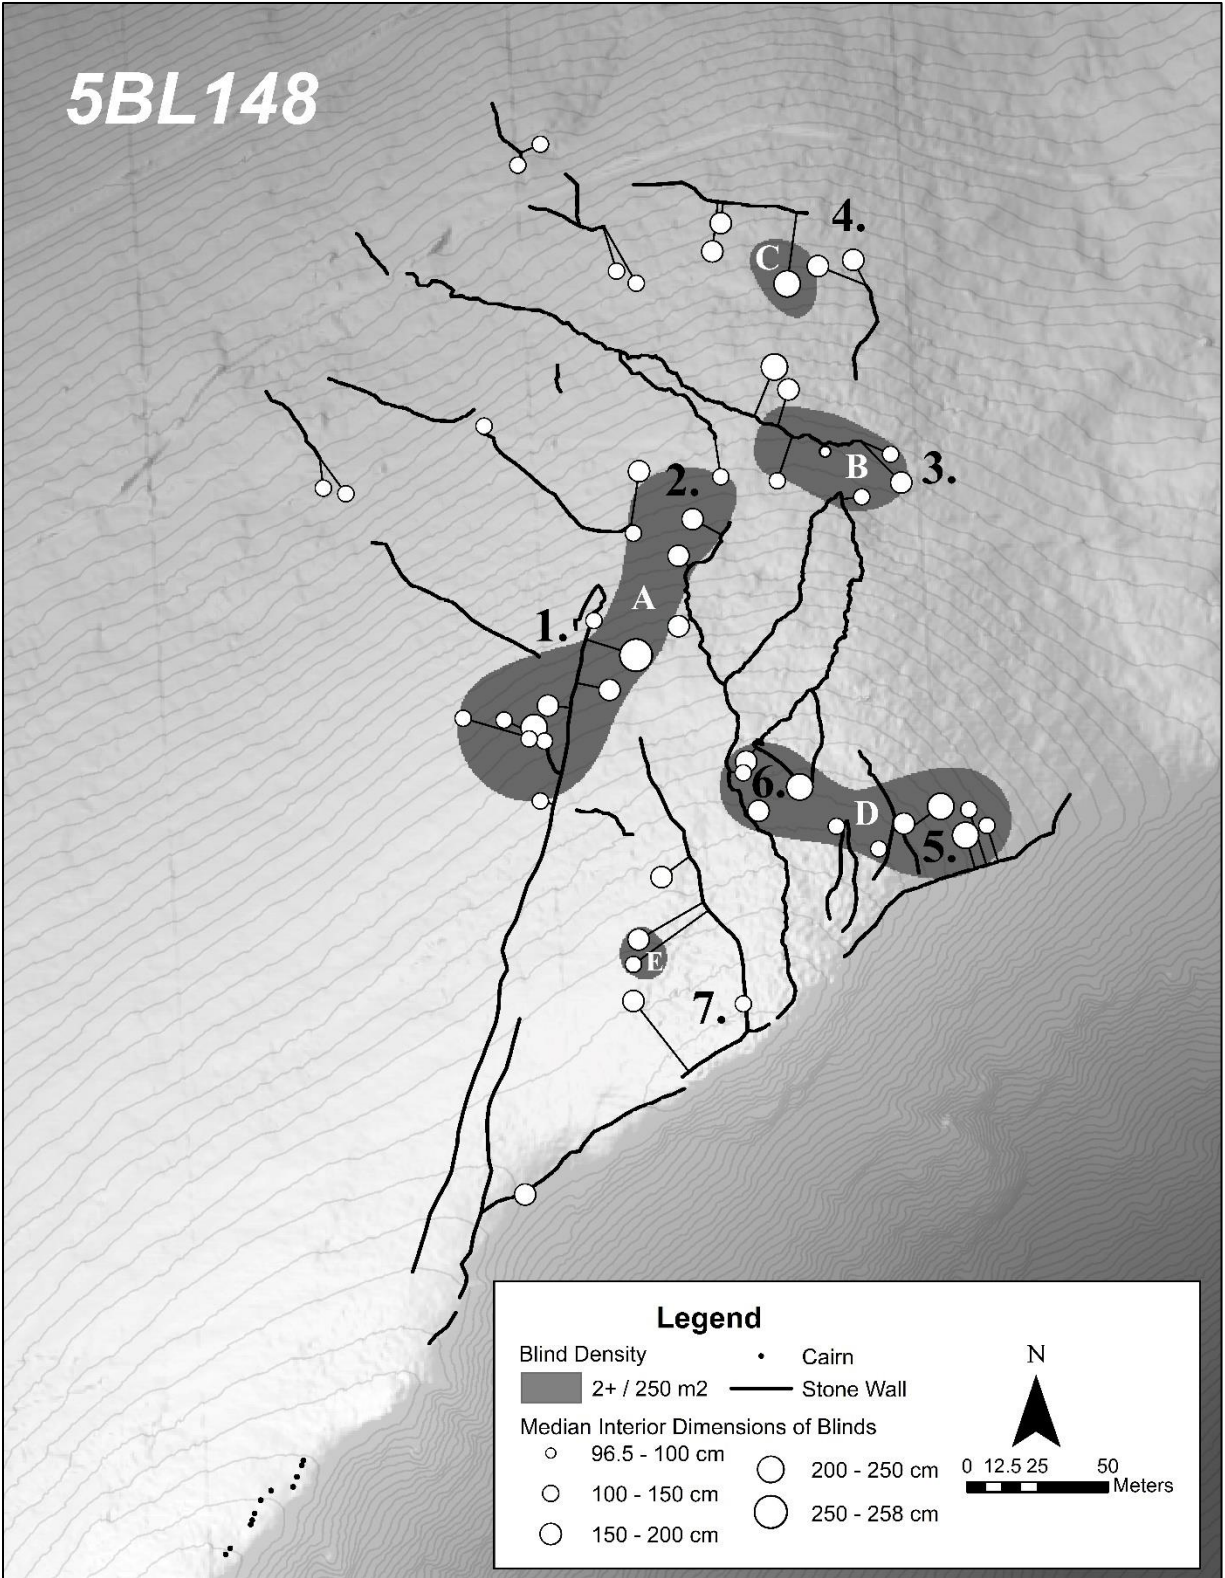 5BL148
4.
C
3.
B
2.
A
1.
6.
D
5.
E
7.
Legend
Blind Density
2+ / 250 m2
Cairn
Stone Wall
Median Interior Dimensions of Blinds
96.5 - 100 cm
100 - 150 cm
150 - 200 cm
200 - 250 cm
250 - 258 cm
N
0 12.5 25 50
Meters